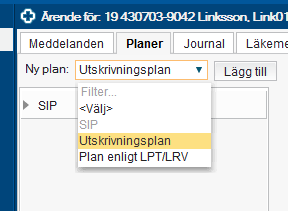 Ärende för: 19 430703-9042 Linksson, Link01
Meddelanden Planer Journal Läkeme
Ny plan: Utskrivningsplan Lägg till
Filter...
<Välj>
SIP
SIP
Utskrivningsplan
Plan enligt LPT/LRV